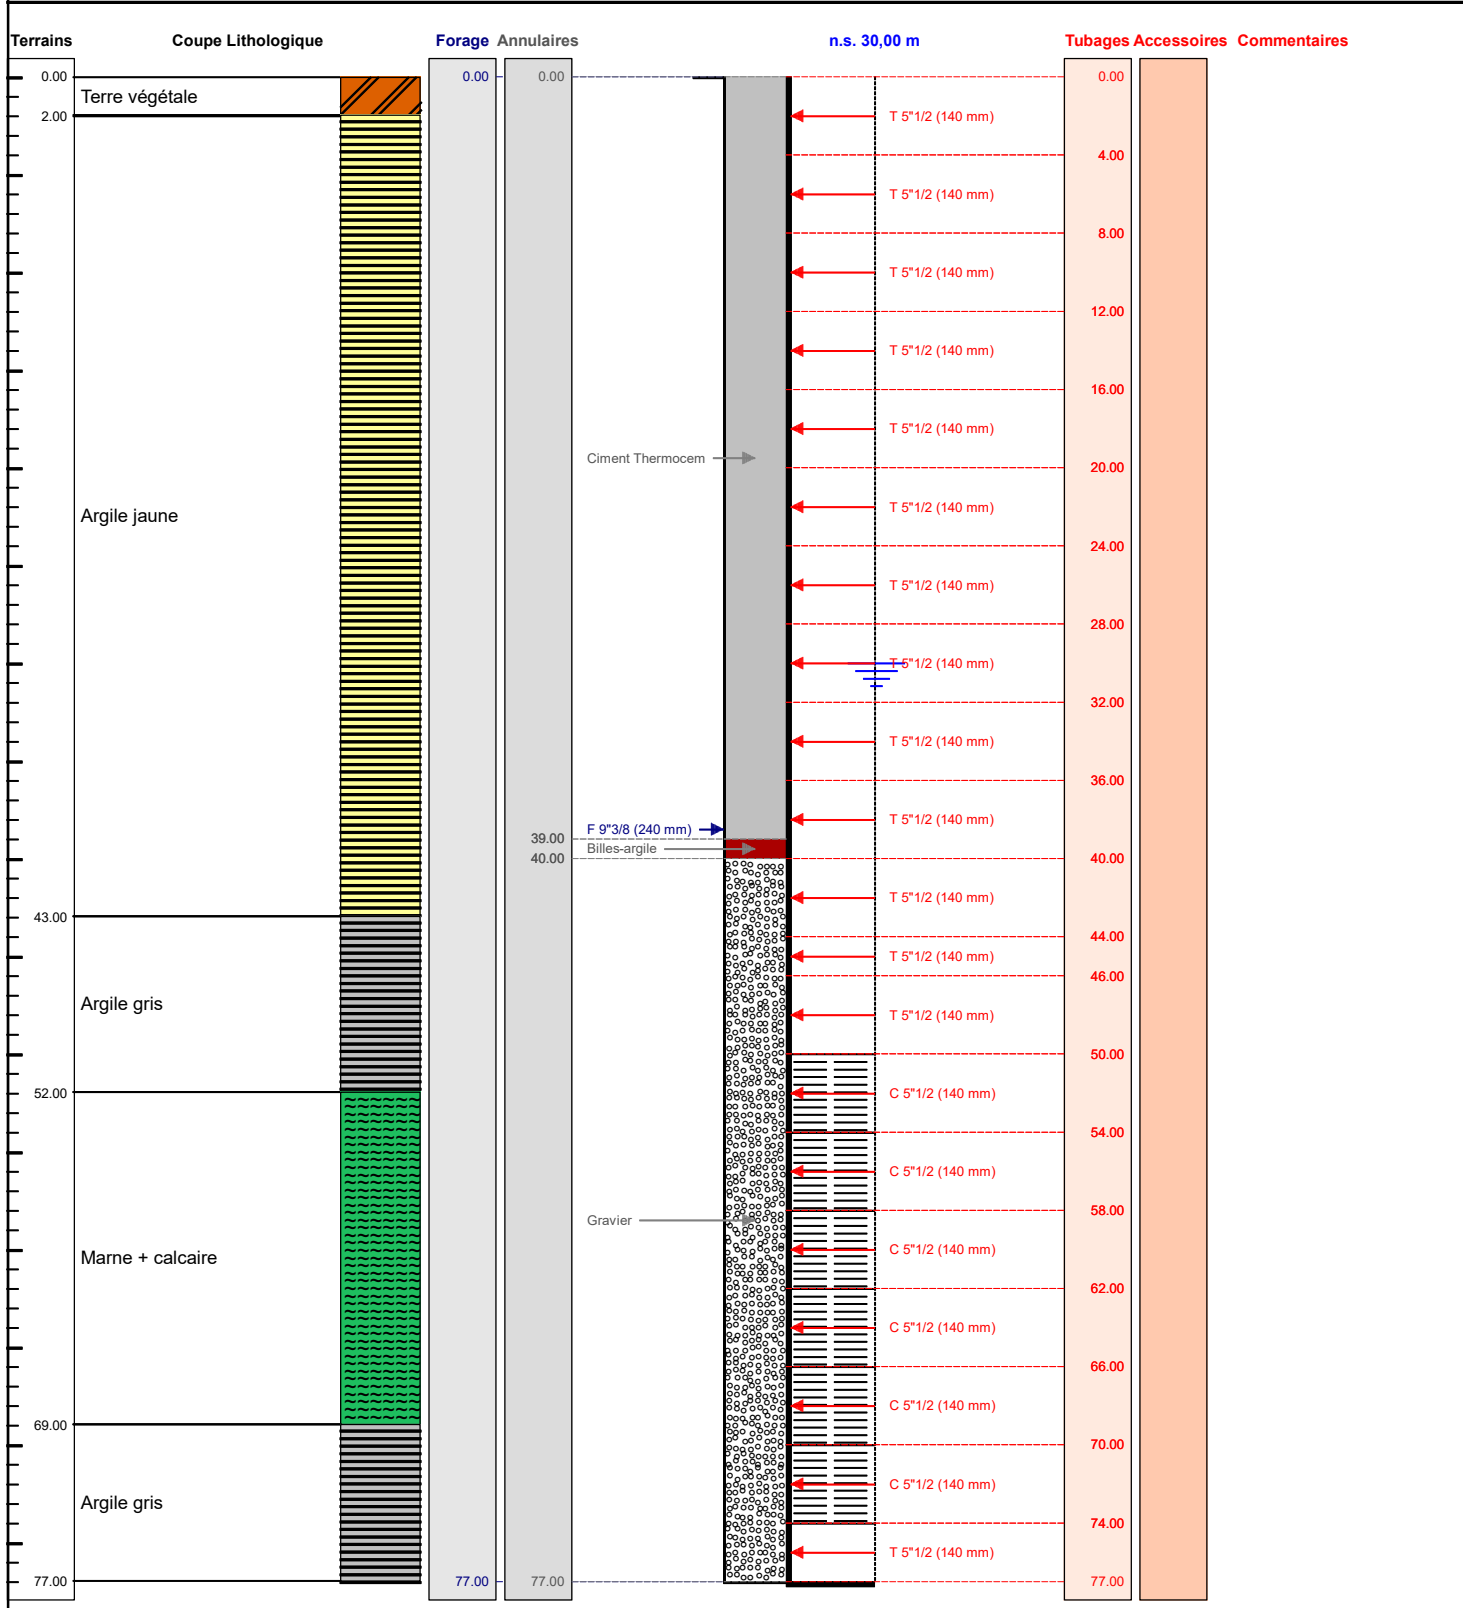 Terrains Coupe Lithologique Forage Annulaires n.s. 30,00 m Tubages Accessoires Commentaires
0.00 0.00 0.00 0.00
Terre végétale
2.00 T 5"1/2 (140 mm)
4.00
T 5"1/2 (140 mm)
8.00
T 5"1/2 (140 mm)
12.00
T 5"1/2 (140 mm)
16.00
T 5"1/2 (140 mm)
Ciment Thermocem
20.00
T 5"1/2 (140 mm)
Argile jaune
24.00
T 5"1/2 (140 mm)
28.00
T 5"1/2 (140 mm)
32.00
T 5"1/2 (140 mm)
36.00
T 5"1/2 (140 mm)
F 9"3/8 (240 mm)
39.00
Billes-argile
40.00 40.00
T 5"1/2 (140 mm)
43.00
44.00
T 5"1/2 (140 mm)
46.00
Argile gris
T 5"1/2 (140 mm)
50.00
52.00 C 5"1/2 (140 mm)
54.00
C 5"1/2 (140 mm)
58.00
Gravier
C 5"1/2 (140 mm)
Marne + calcaire
62.00
C 5"1/2 (140 mm)
66.00
C 5"1/2 (140 mm)
69.00
70.00
C 5"1/2 (140 mm)
Argile gris
74.00
T 5"1/2 (140 mm)
77.00 77.00 77.00 77.00